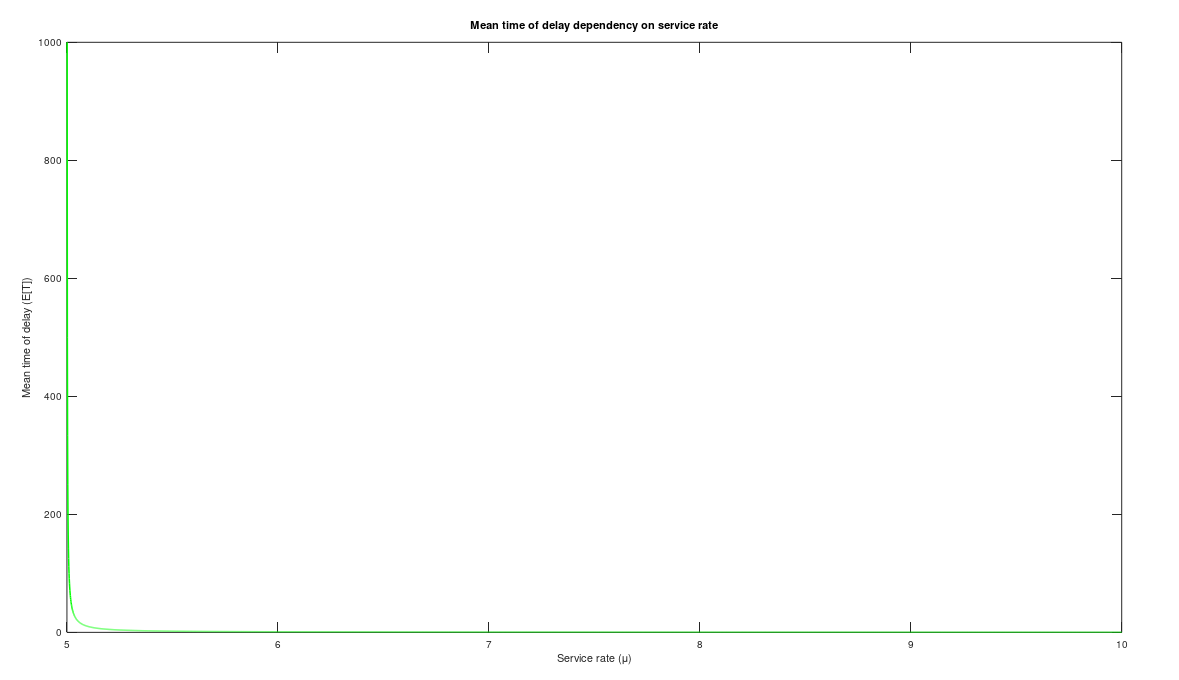 Mean time of delay dependency on service rate
1000
800
600
400
200
0
Mean time of delay (E[T])
5 6 7 8 9 10
Service rate (μ)